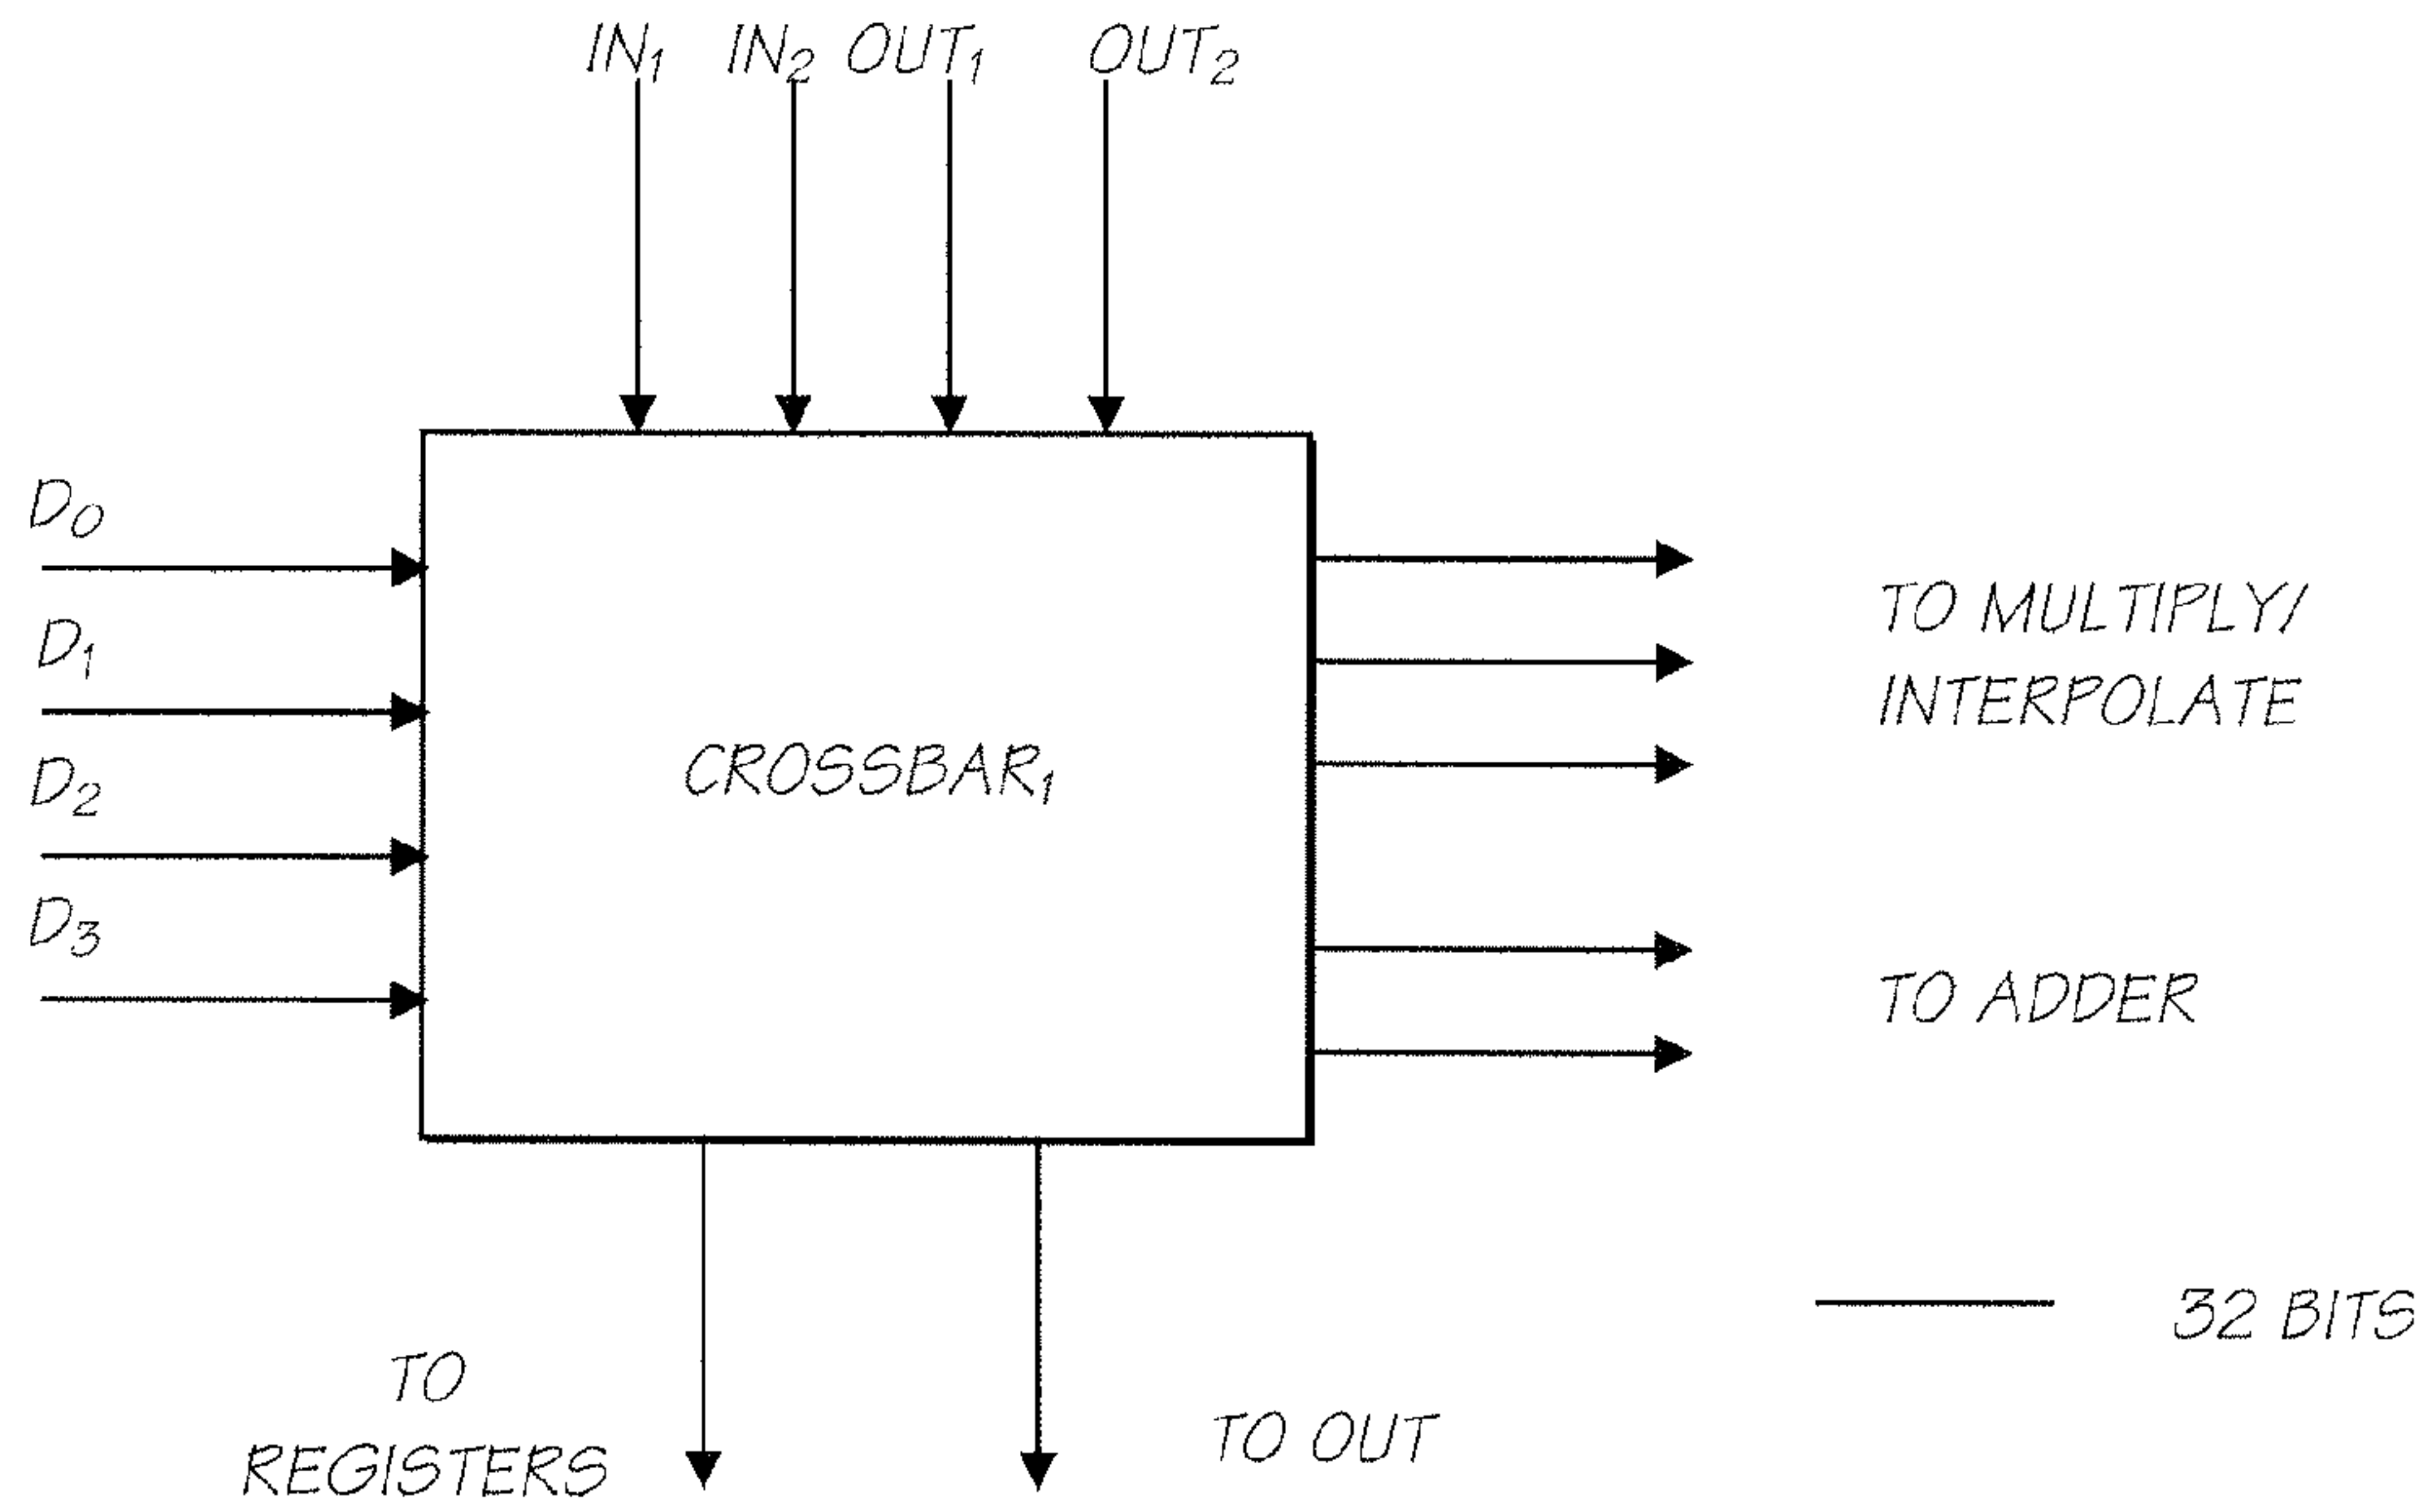 IN₁ IN₂ OUT₁ OUT₂
D₀
D₁
D₂
D₃
CROSSBAR₁
TO MULTIPLY/
INTERPOLATE
TO ADDER
32 BITS
TO
REGISTERS
TO OUT